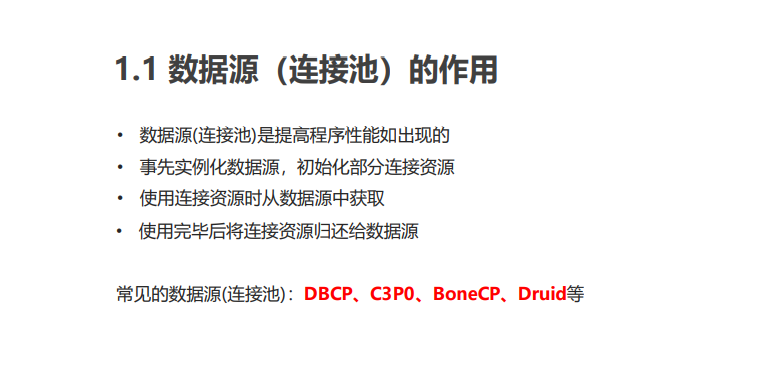 1.1 数据源（连接池）的作用
• 数据源(连接池)是提高程序性能如出现的
• 事先实例化数据源，初始化部分连接资源
• 使用连接资源时从数据源中获取
• 使用完毕后将连接资源归还给数据源
常见的数据源(连接池)：DBCP、C3P0、BoneCP、Druid等